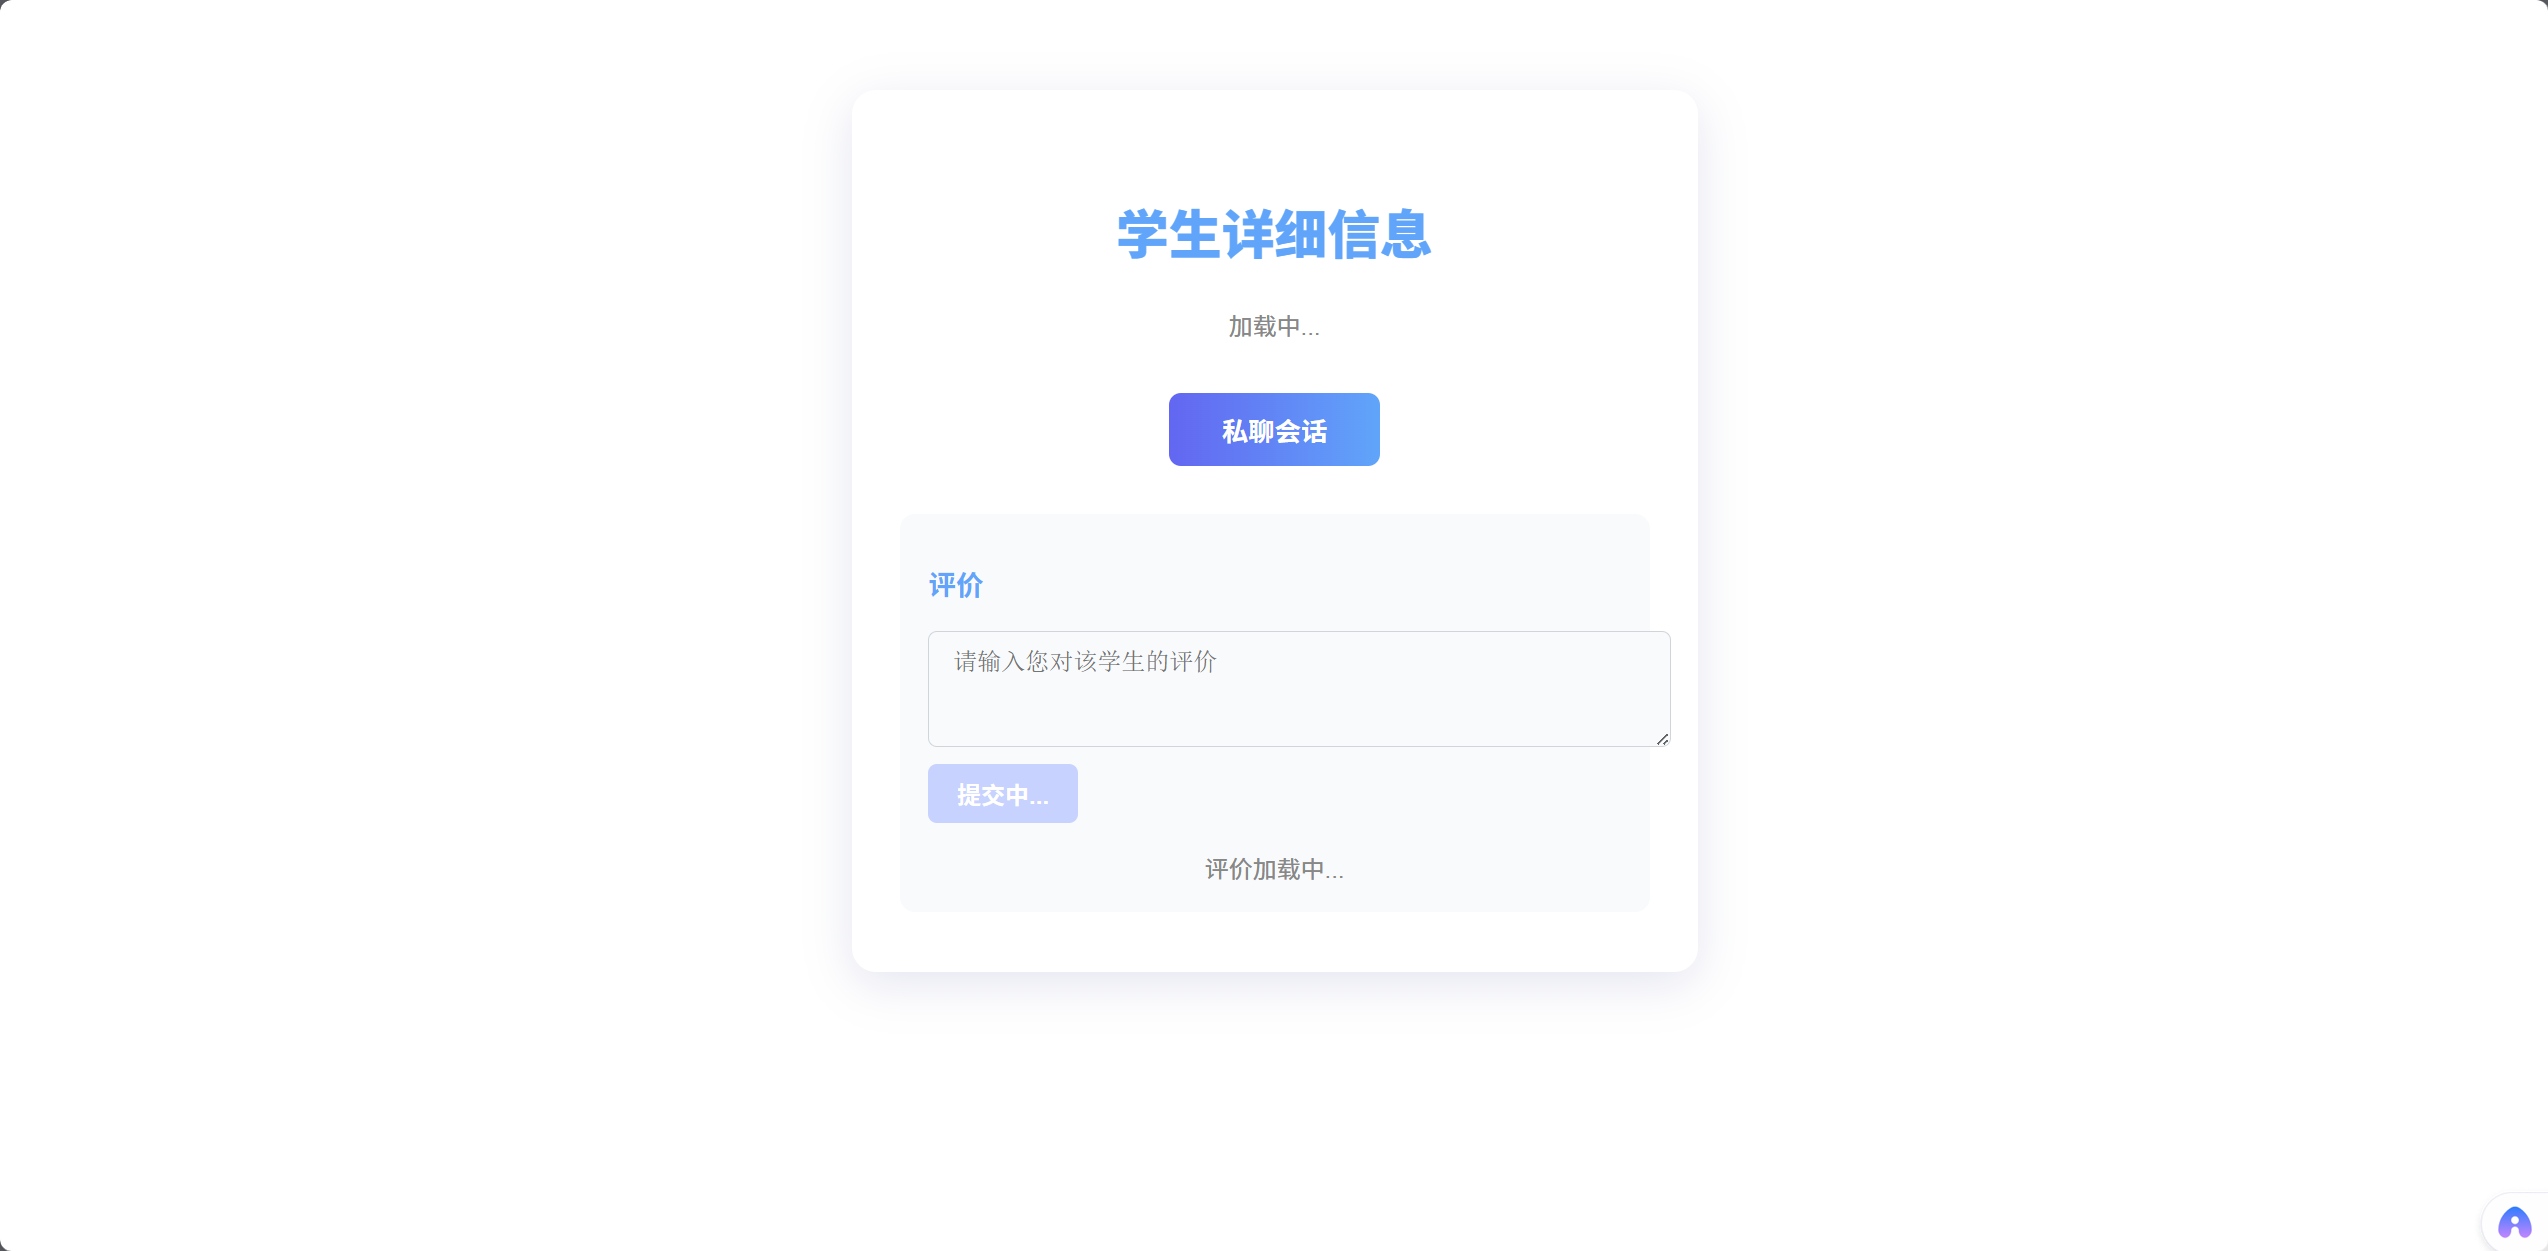 学生详细信息
加载中...
私聊会话
评价
请输入您对该学生的评价
提交中...
评价加载中...